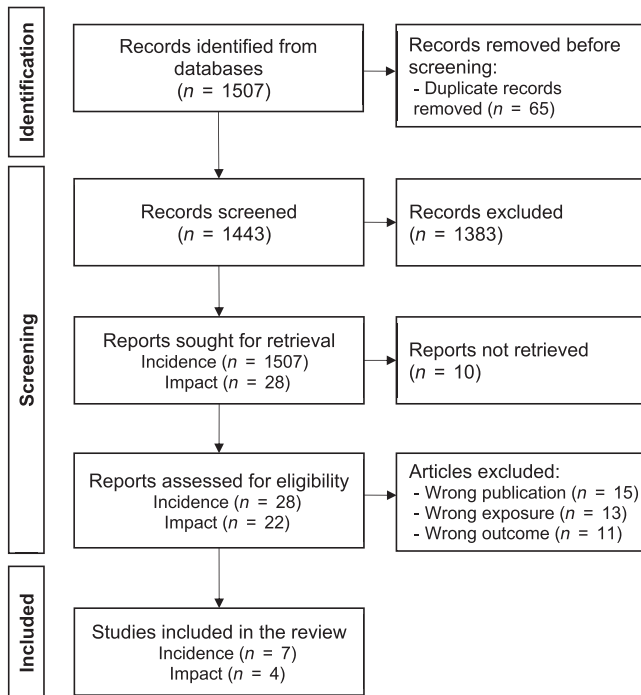 Identification
Records identified from
databases
(n = 1507)
Records removed before
screening:
- Duplicate records
removed (n = 65)
Screening
Records screened
(n = 1443)
Records excluded
(n = 1383)
Reports sought for retrieval
Incidence (n = 1507)
Impact (n = 28)
Reports not retrieved
(n = 10)
Reports assessed for eligibility
Incidence (n = 28)
Impact (n = 22)
Articles excluded:
- Wrong publication (n = 15)
- Wrong exposure (n = 13)
- Wrong outcome (n = 11)
Included
Studies included in the review
Incidence (n = 7)
Impact (n = 4)